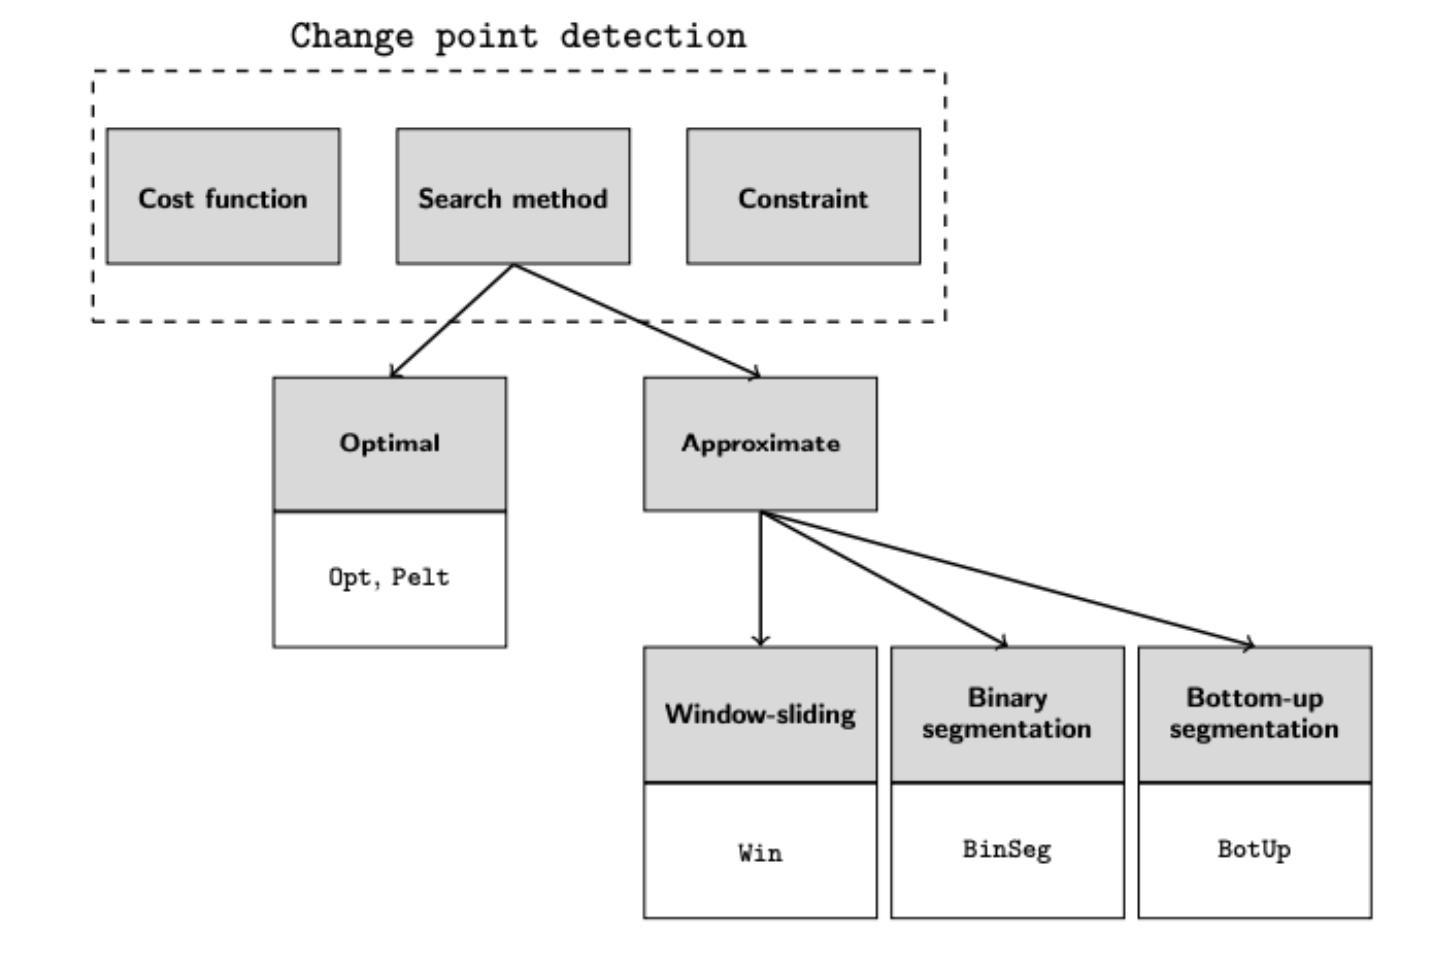 Change point detection
Cost function
Search method
Constraint
Optimal
Approximate
Opt, Pelt
Window-sliding
Binary
segmentation
Bottom-up
segmentation
Win
BinSeg
BotUp